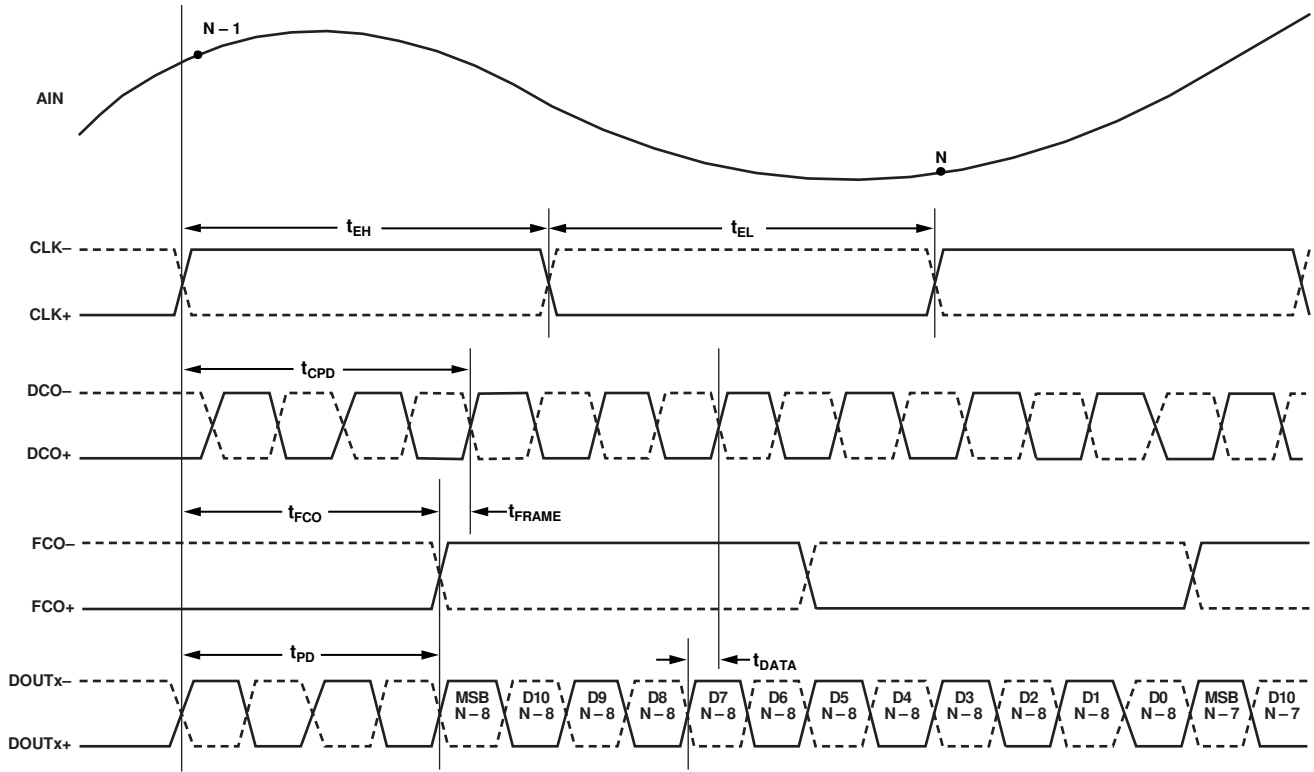 N – 1
AIN
N
tEH
tEL
CLK–
CLK+
tCPD
DCO–
DCO+
tFCO
tFRAME
FCO–
FCO+
tPD
tDATA
DOUTx–
DOUTx+
MSB
N – 8
D10
N – 8
D9
N – 8
D8
N – 8
D7
N – 8
D6
N – 8
D5
N – 8
D4
N – 8
D3
N – 8
D2
N – 8
D1
N – 8
D0
N – 8
MSB
N – 7
D10
N – 7